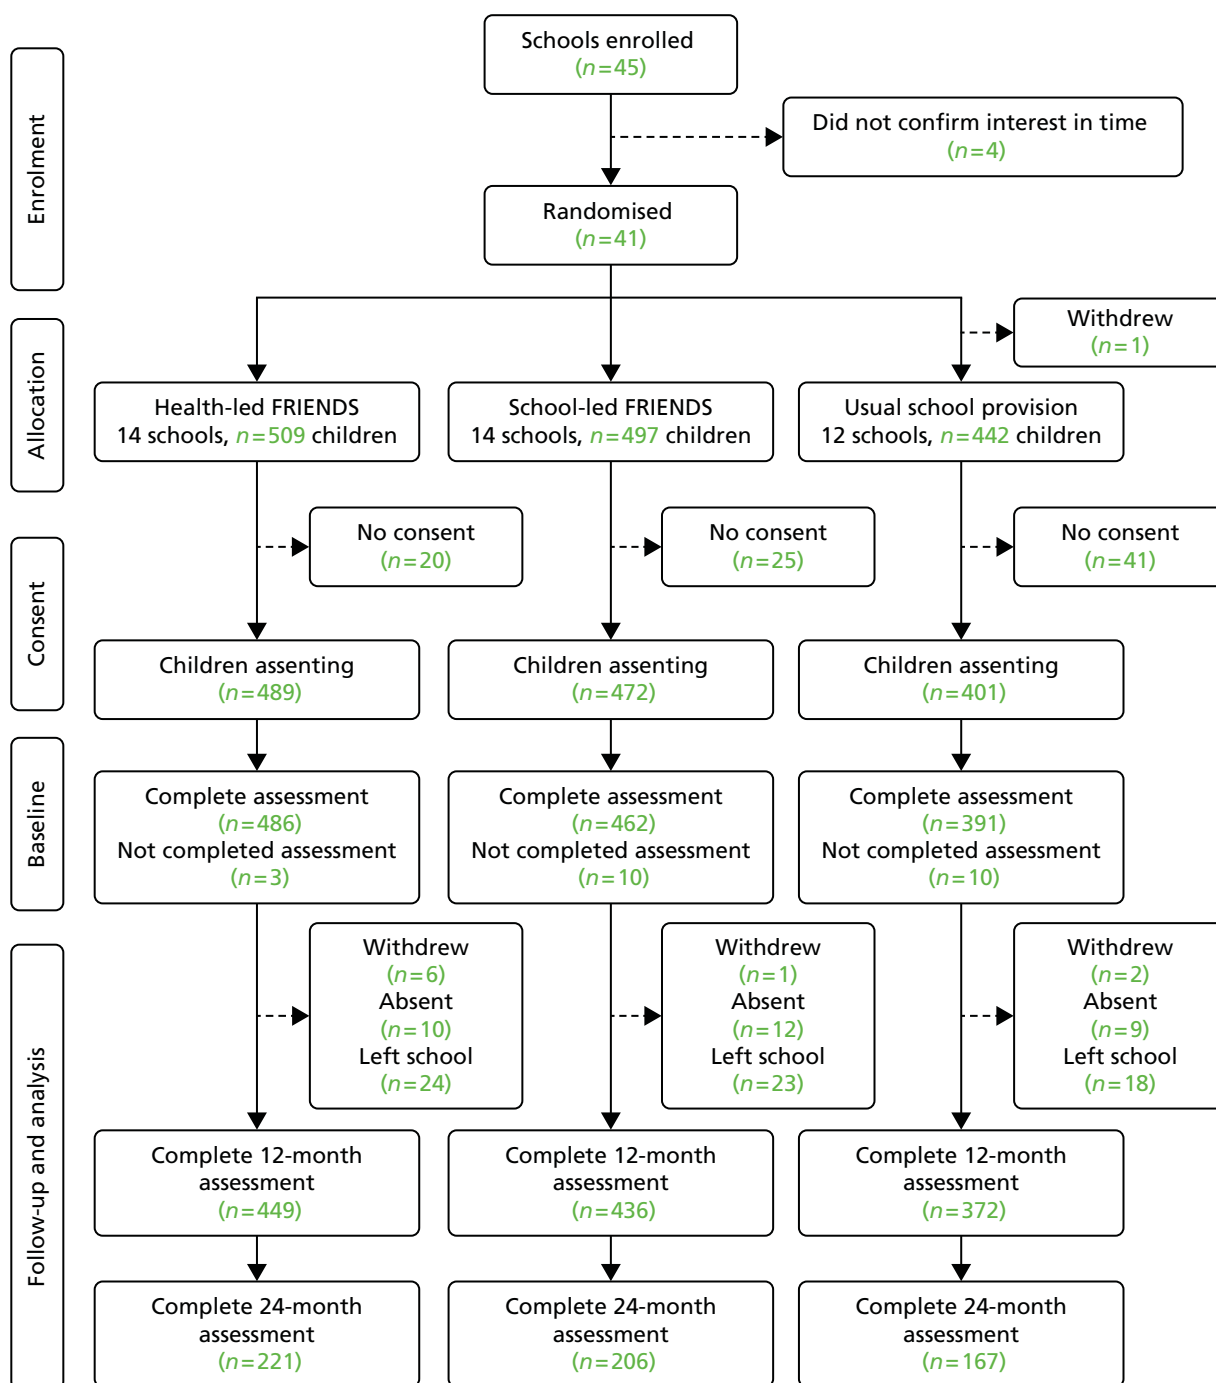 Enrolment
Schools enrolled
(n=45)
Did not confirm interest in time
(n=4)
Randomised
(n=41)
Allocation
Withdrew
(n=1)
Health-led FRIENDS
14 schools, n=509 children
School-led FRIENDS
14 schools, n=497 children
Usual school provision
12 schools, n=442 children
Consent
No consent
(n=20)
No consent
(n=25)
No consent
(n=41)
Children assenting
(n=489)
Children assenting
(n=472)
Children assenting
(n=401)
Baseline
Complete assessment
(n=486)
Not completed assessment
(n=3)
Complete assessment
(n=462)
Not completed assessment
(n=10)
Complete assessment
(n=391)
Not completed assessment
(n=10)
Follow-up and analysis
Withdrew
(n=6)
Absent
(n=10)
Left school
(n=24)
Withdrew
(n=1)
Absent
(n=12)
Left school
(n=23)
Withdrew
(n=2)
Absent
(n=9)
Left school
(n=18)
Complete 12-month
assessment
(n=449)
Complete 12-month
assessment
(n=436)
Complete 12-month
assessment
(n=372)
Complete 24-month
assessment
(n=221)
Complete 24-month
assessment
(n=206)
Complete 24-month
assessment
(n=167)